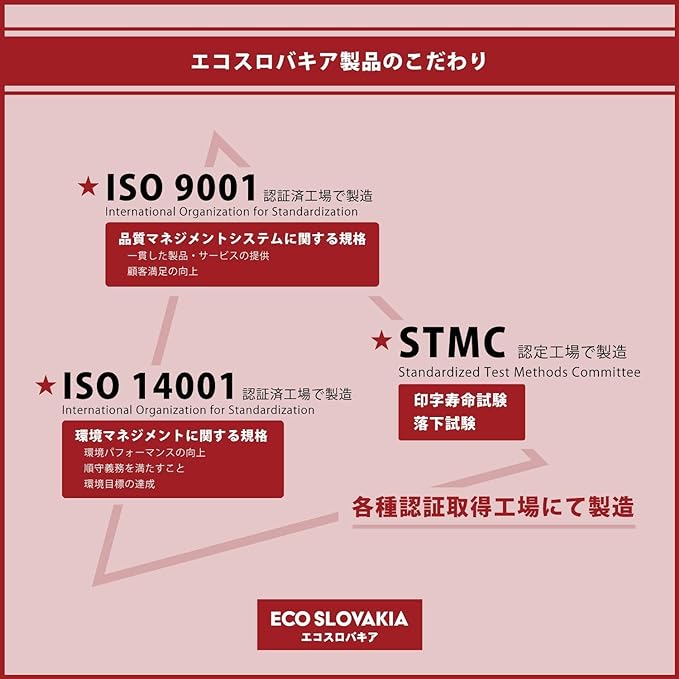 エコスロバキア製品のこだわり
★ISO 9001 認証済工場で製造
International Organization for Standardization
品質マネジメントシステムに関する規格
一貫した製品・サービスの提供
顧客満足の向上
★STMC 認定工場で製造
Standardized Test Methods Committee
印字寿命試験
落下試験
★ISO 14001 認証済工場で製造
International Organization for Standardization
環境マネジメントに関する規格
環境パフォーマンスの向上
順守義務を満たすこと
環境目標の達成
各種認証取得工場にて製造
ECO SLOVAKIA
エコスロバキア